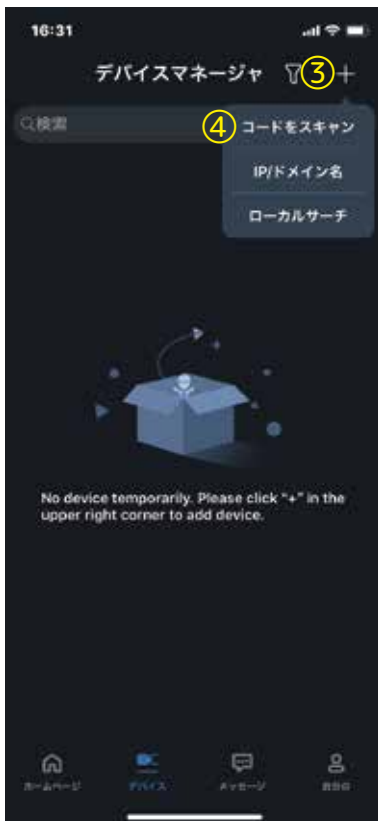 16:31
デバイスマネージャ ③
検索
④ コードをスキャン
IP/ドメイン名
ローカルサーチ
No device temporarily. Please click "+" in the
upper right corner to add device.
ホームページ デバイス メッセージ 自分の